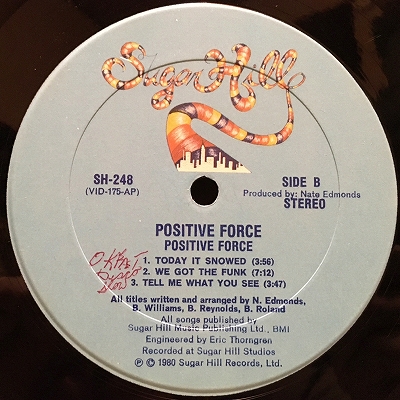 Sugar Hill
SH-248
(VID-175-AP)
SIDE B
Produced by: Nate Edmonds
STEREO
POSITIVE FORCE
POSITIVE FORCE
1. TODAY IT SNOWED (3:56)
2. WE GOT THE FUNK (7:12)
3. TELL ME WHAT YOU SEE (3:47)
All titles written and arranged by N. Edmonds,
B. Williams, B. Reynolds, B. Roland
All songs published by
Sugar Hill Music Publishing Ltd., BMI
Engineered by Eric Thorngren
Recorded at Sugar Hill Studios
℗ © 1980 Sugar Hill Records, Ltd.